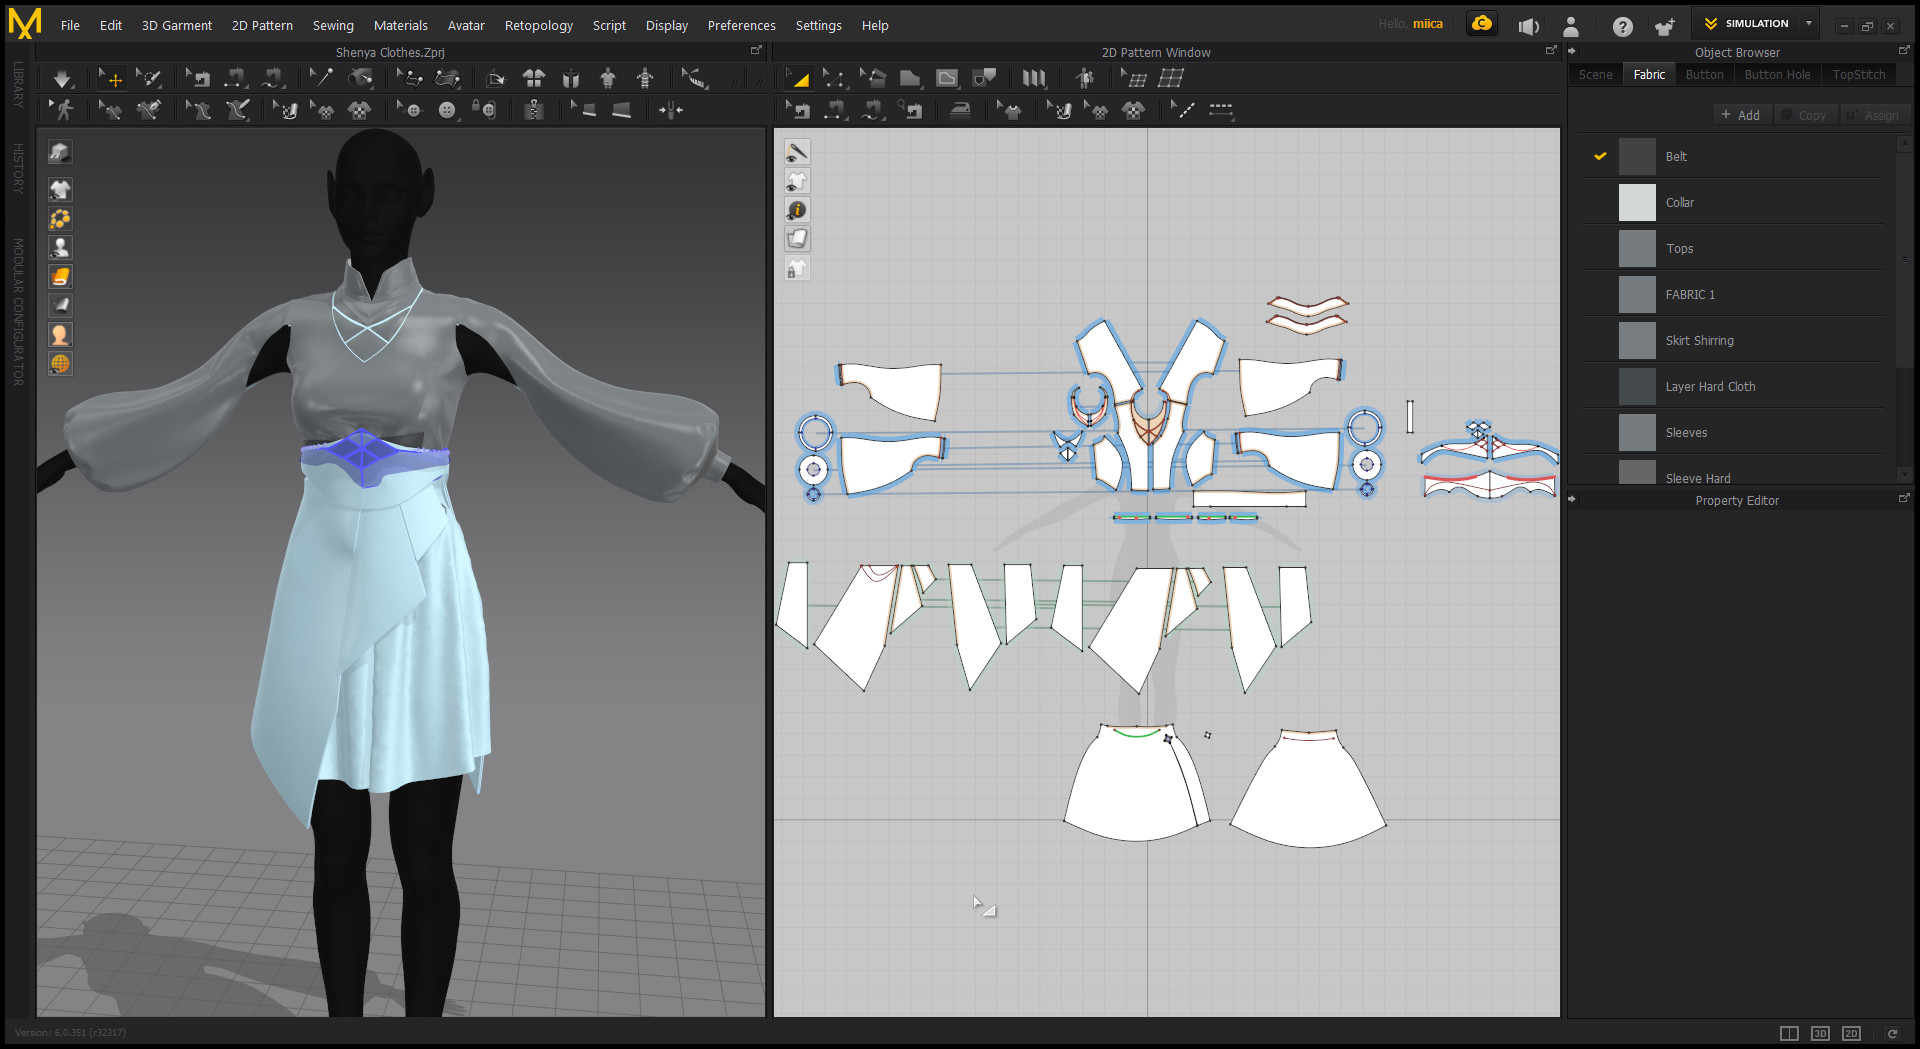 File Edit 3D Garment 2D Pattern Sewing Materials Avatar Retopology Script Display Preferences Settings Help
Hello, miica
SIMULATION
Shenya Clothes.Zprj
2D Pattern Window
Object Browser
LIBRARY
HISTORY
MODULAR CONFIGURATOR
Scene Fabric Button Button Hole TopStitch
+ Add Copy Assign
Belt
Collar
Tops
FABRIC 1
Skirt Shirring
Layer Hard Cloth
Sleeves
Sleeve Hard
Property Editor
Version: 6.0.351 (r32317)
3D 2D